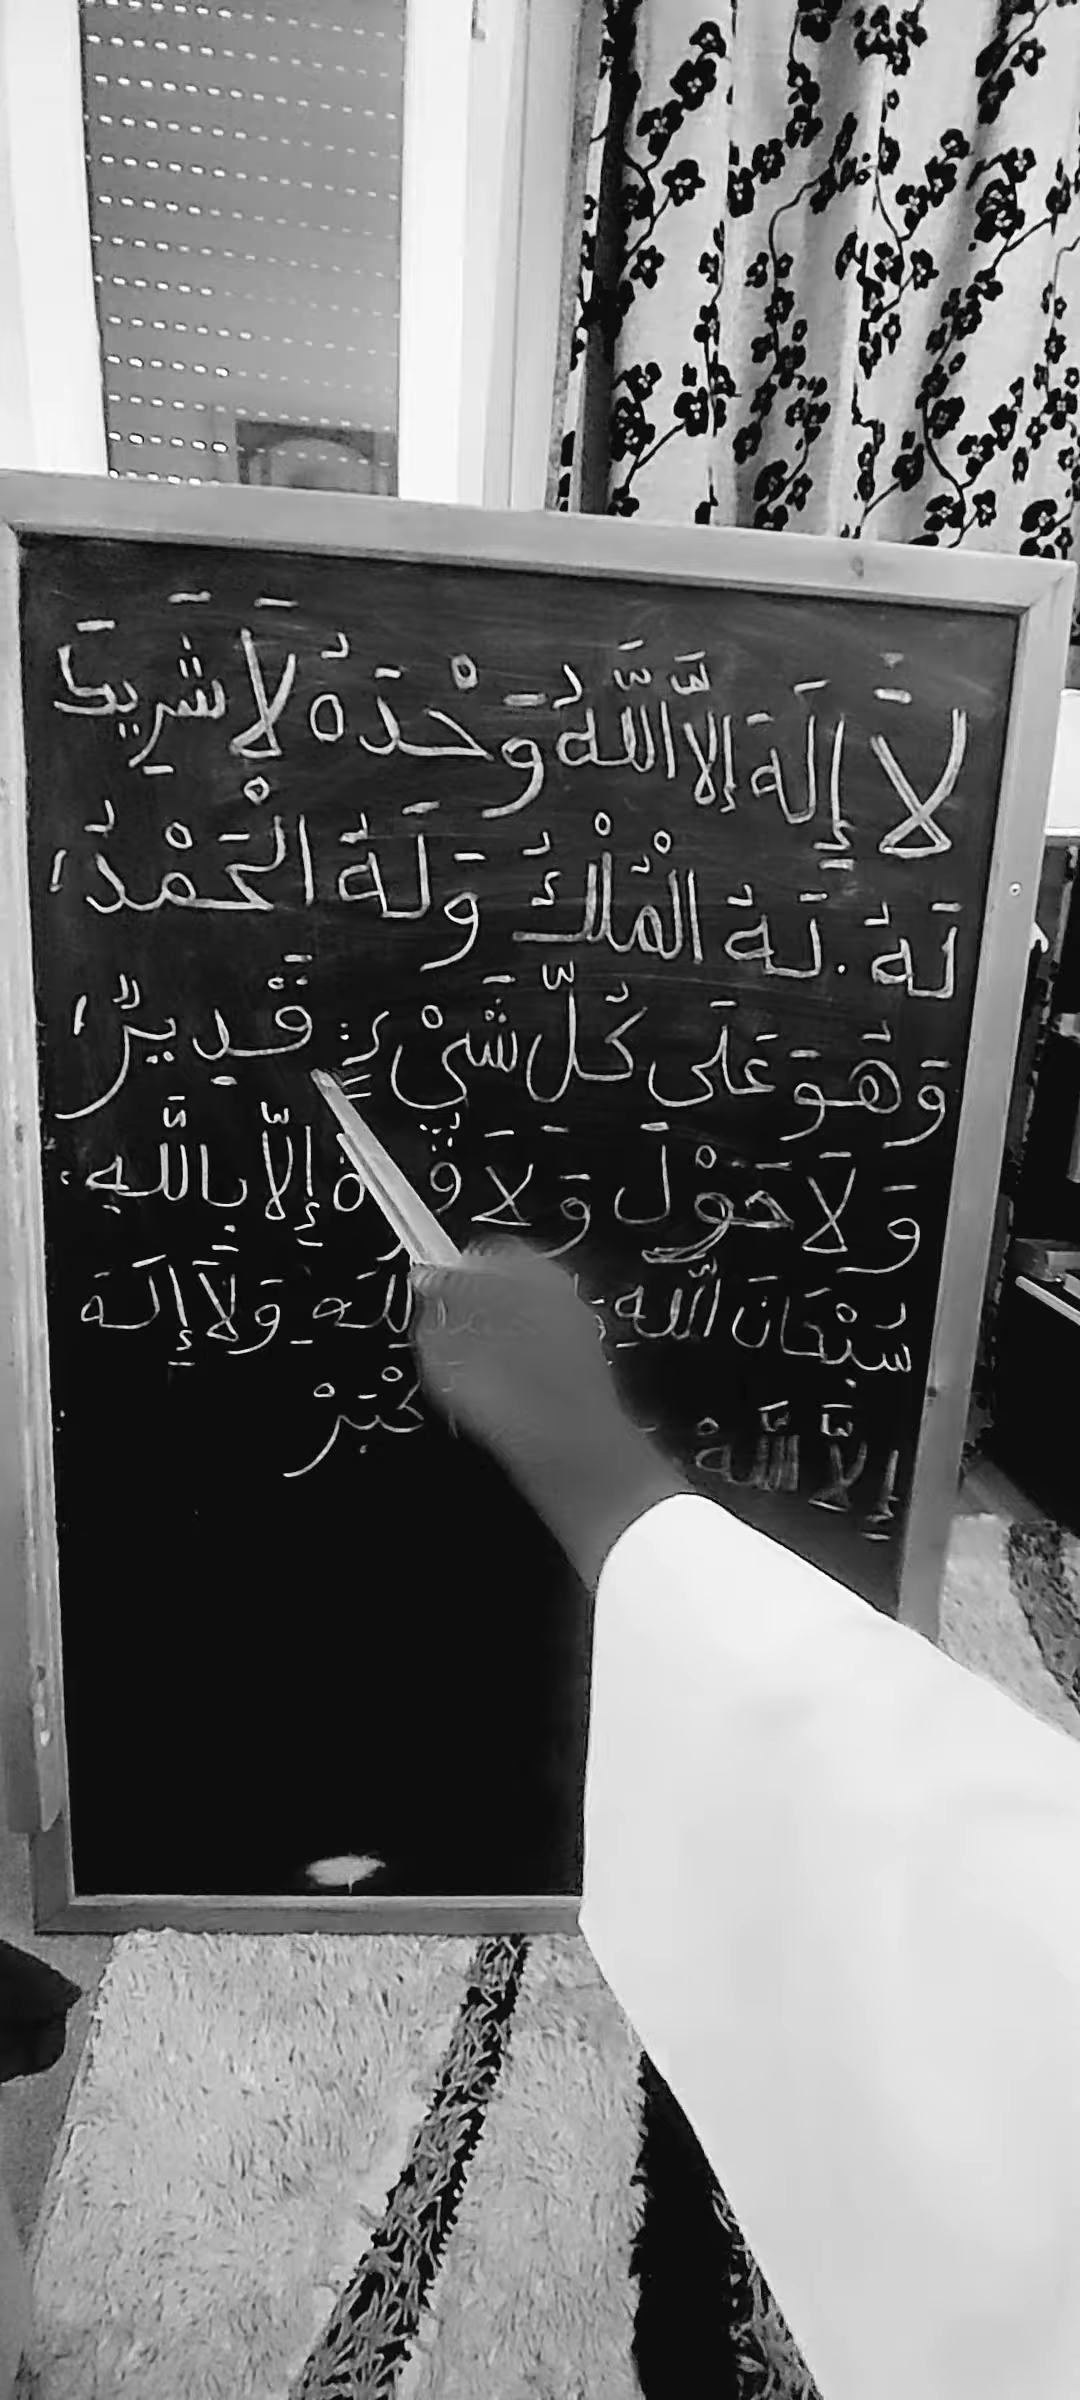 لَآ إِلَهَ إِلَّا اللَّهُ وَحْدَهُ لَا شَرِيكَ
لَهُ. لَهُ الْمُلْكُ وَلَهُ الْحَمْدُ،
وَهُوَ عَلَى كُلِّ شَيْءٍ قَدِيرٌ،
وَلَا حَوْلَ وَلَا إِلَّا بِاللَّهِ.
سُبْحَانَ اللَّهِ وَلَآ إِلَهَ
إِلَّا اللَّهُ